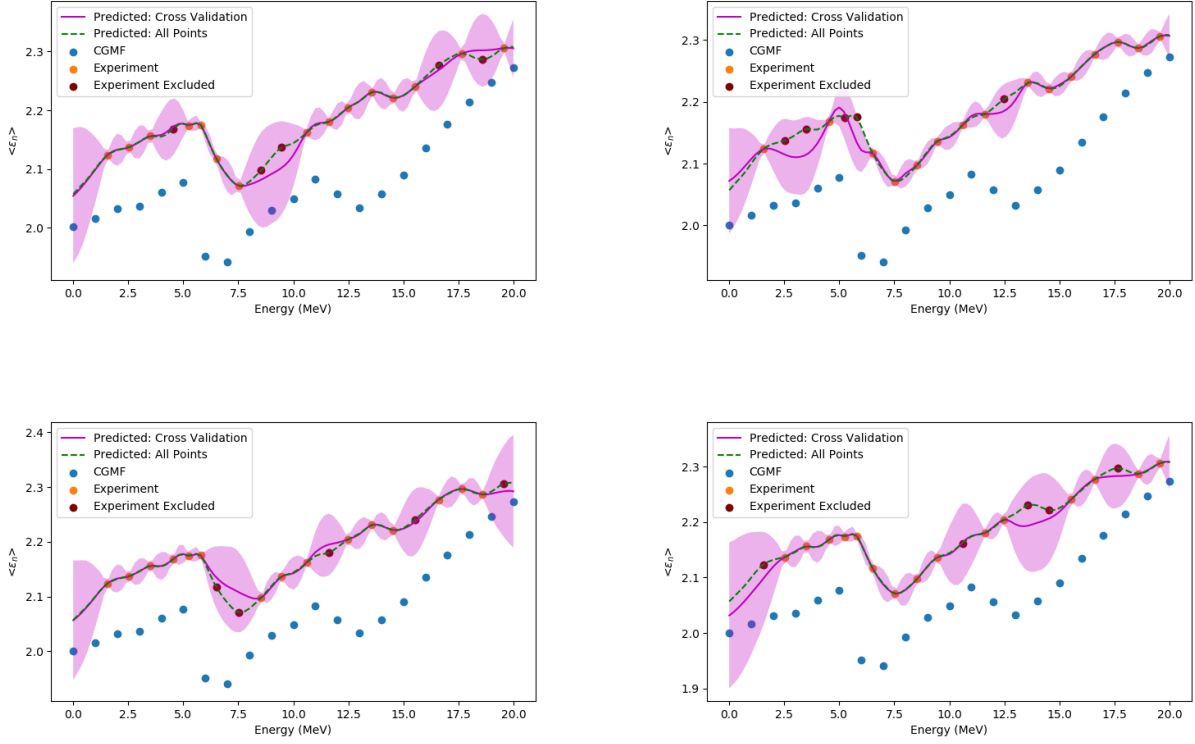 Predicted: Cross Validation
Predicted: All Points
CGMF
Experiment
Experiment Excluded
2.3
2.2
2.1
2.0
<εn>
0.0 2.5 5.0 7.5 10.0 12.5 15.0 17.5 20.0
Energy (MeV)
Predicted: Cross Validation
Predicted: All Points
CGMF
Experiment
Experiment Excluded
2.3
2.2
2.1
2.0
<εn>
0.0 2.5 5.0 7.5 10.0 12.5 15.0 17.5 20.0
Energy (MeV)
Predicted: Cross Validation
Predicted: All Points
CGMF
Experiment
Experiment Excluded
2.4
2.3
2.2
2.1
2.0
<εn>
0.0 2.5 5.0 7.5 10.0 12.5 15.0 17.5 20.0
Energy (MeV)
Predicted: Cross Validation
Predicted: All Points
CGMF
Experiment
Experiment Excluded
2.3
2.2
2.1
2.0
1.9
<εn>
0.0 2.5 5.0 7.5 10.0 12.5 15.0 17.5 20.0
Energy (MeV)